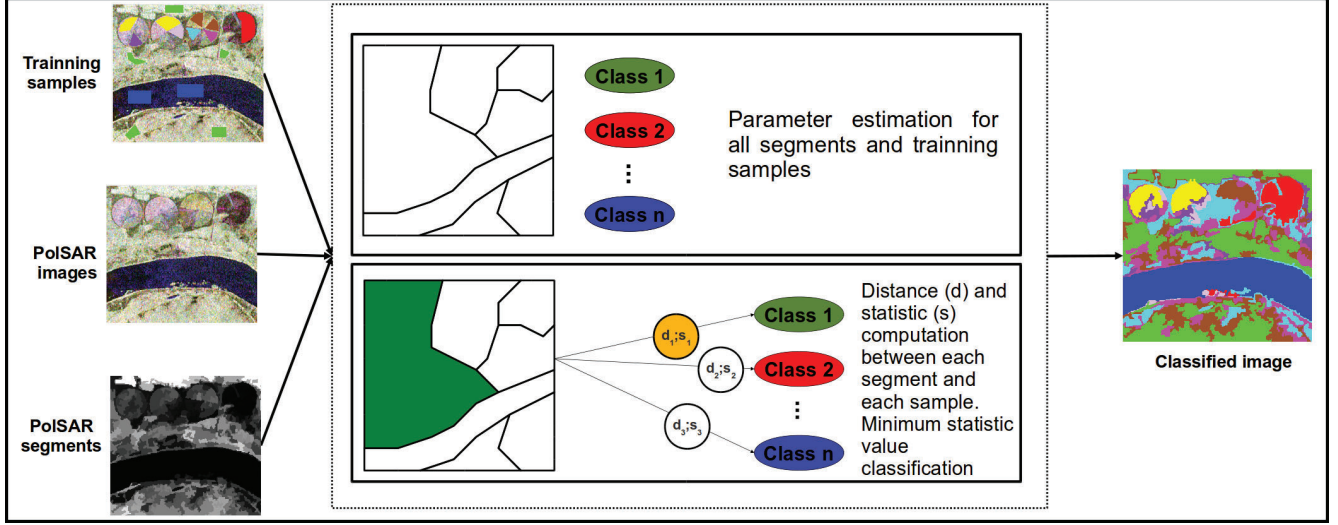 Trainning
samples
PolSAR
images
PolSAR
segments
Class 1
Class 2
⋮
Class n
Parameter estimation for
all segments and trainning
samples
d1;s1
d2;s2
d3;s3
Class 1
Class 2
⋮
Class n
Distance (d) and
statistic (s)
computation
between each
segment and
each sample.
Minimum statistic
value
classification
Classified image